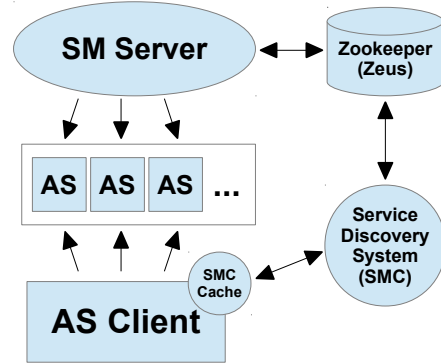 SM Server
Zookeeper
(Zeus)
AS AS AS ...
Service
Discovery
System
(SMC)
SMC
Cache
AS Client